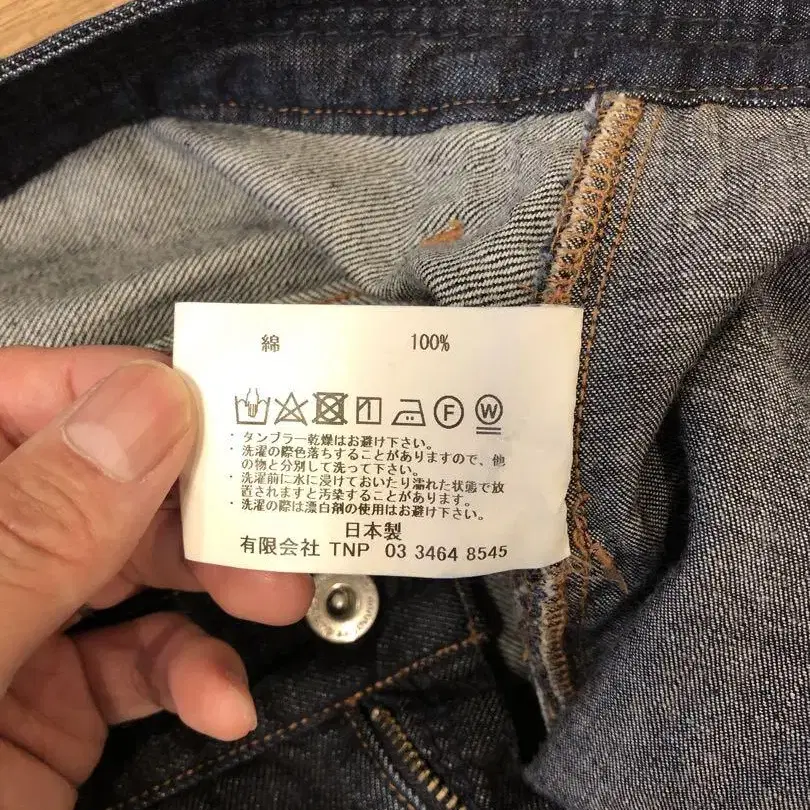 綿 100%
F W
・タンブラー乾燥はお避け下さい。
・洗濯の際色落ちすることがありますので、他
の物と分別して洗って下さい。
・洗濯前に水に浸けておいたり濡れた状態で放
置されますと汚染することがあります。
・洗濯の際は漂白剤の使用はお避け下さい。
日本製
有限会社 TNP 03 3464 8545